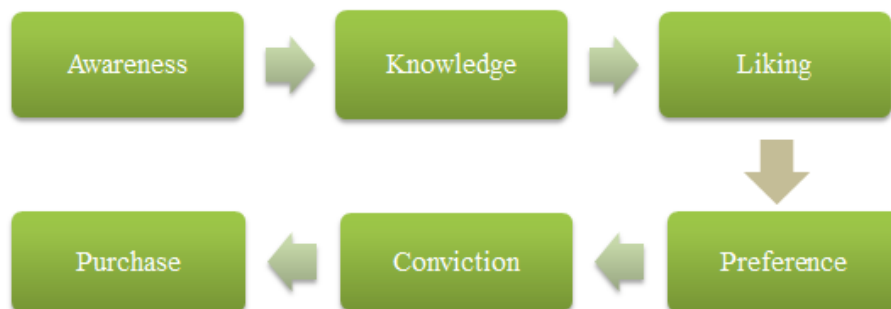 Awareness
Knowledge
Liking
Preference
Conviction
Purchase